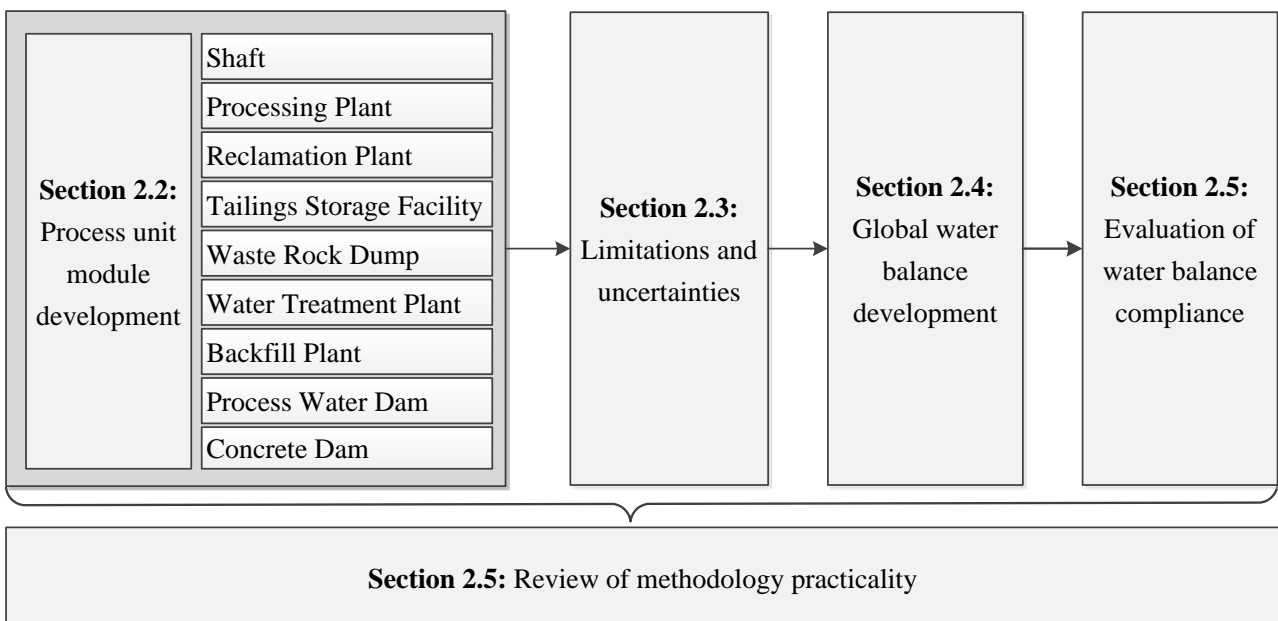 Section 2.2:
Process unit
module
development
Shaft
Processing Plant
Reclamation Plant
Tailings Storage Facility
Waste Rock Dump
Water Treatment Plant
Backfill Plant
Process Water Dam
Concrete Dam
Section 2.3:
Limitations and
uncertainties
Section 2.4:
Global water
balance
development
Section 2.5:
Evaluation of
water balance
compliance
Section 2.5: Review of methodology practicality